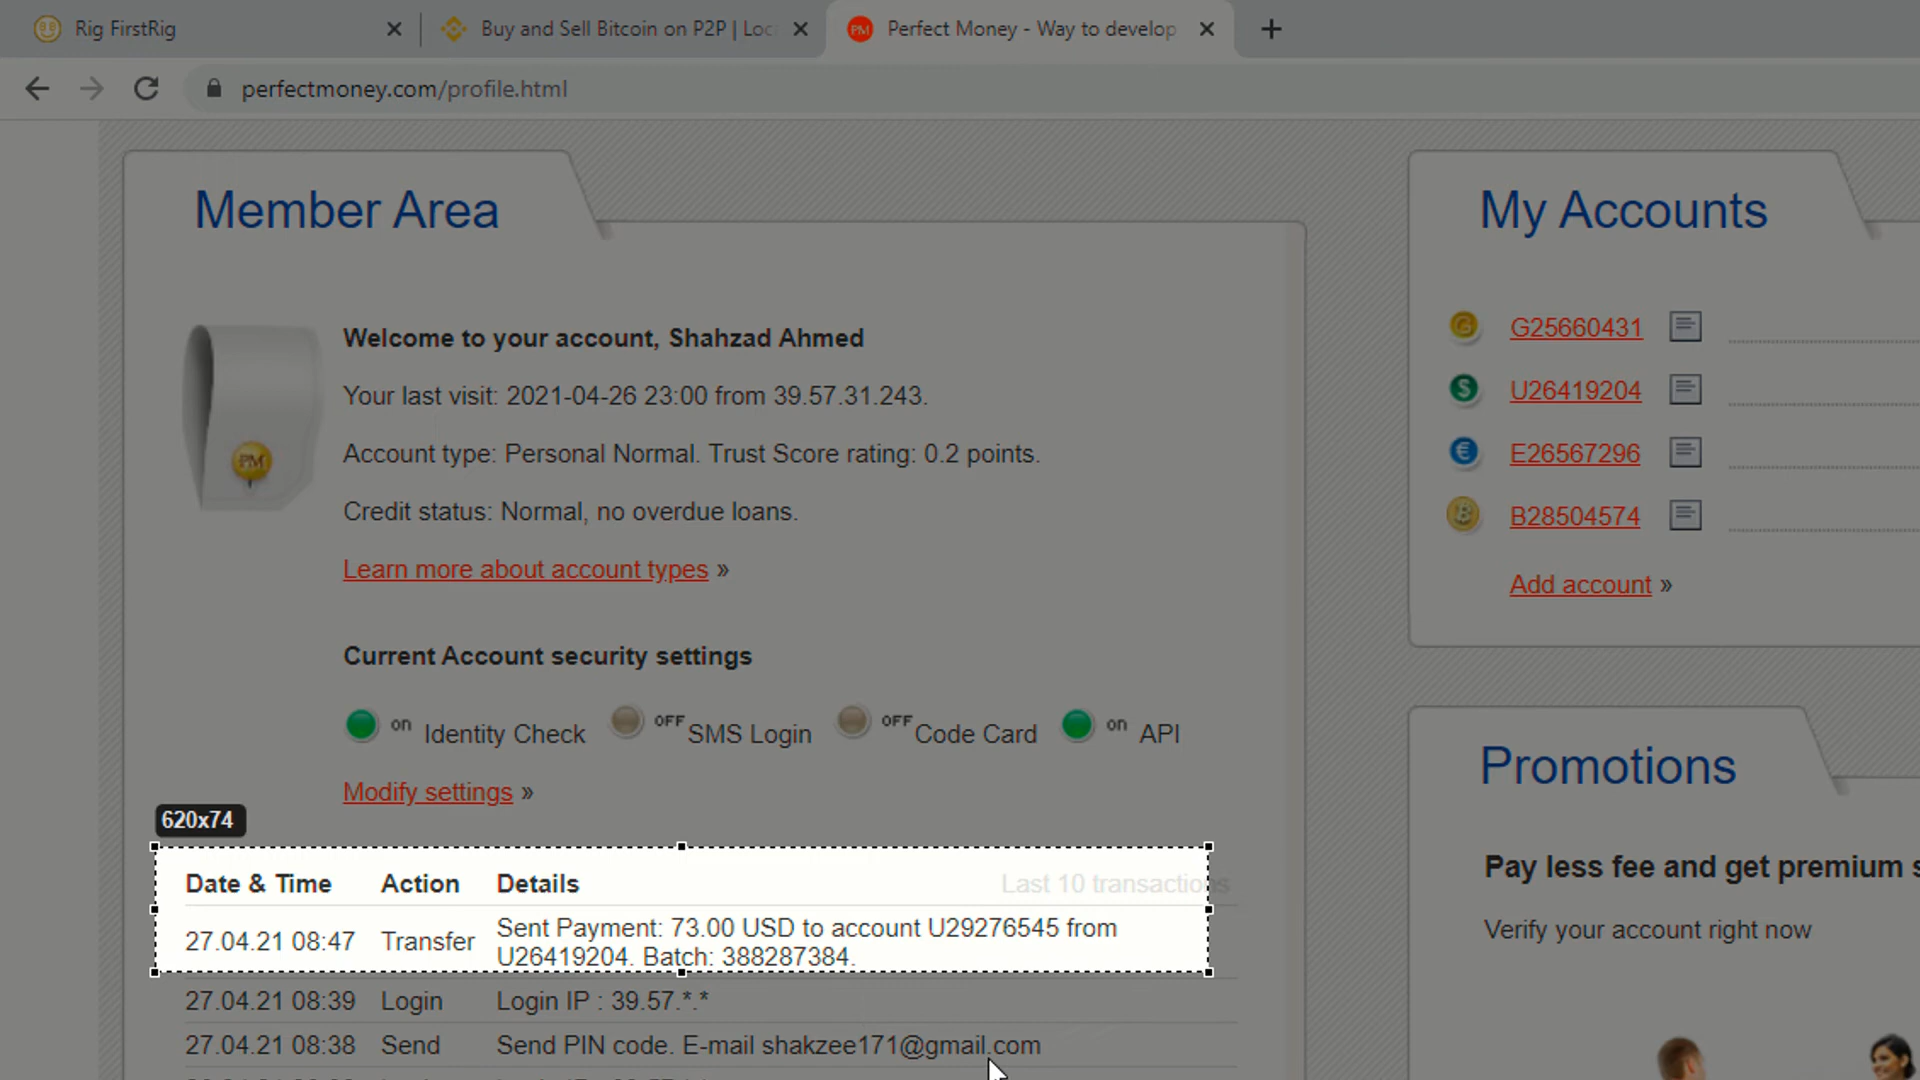 Rig FirstRig
Buy and Sell Bitcoin on P2P | Loc
PM
Perfect Money - Way to develop
perfectmoney.com/profile.html
Member Area
PM
Welcome to your account, Shahzad Ahmed
Your last visit: 2021-04-26 23:00 from 39.57.31.243.
Account type: Personal Normal. Trust Score rating: 0.2 points.
Credit status: Normal, no overdue loans.
Learn more about account types »
Current Account security settings
on Identity Check OFF SMS Login OFF Code Card on API
Modify settings »
620x74
Date & Time Action Details Last 10 transactions
27.04.21 08:47 Transfer Sent Payment: 73.00 USD to account U29276545 from
U26419204. Batch: 388287384.
27.04.21 08:39 Login Login IP : 39.57.*.*
27.04.21 08:38 Send Send PIN code. E-mail shakzee171@gmail.com
My Accounts
G G25660431
$ U26419204
€ E26567296
B B28504574
Add account »
Promotions
Pay less fee and get premium s
Verify your account right now